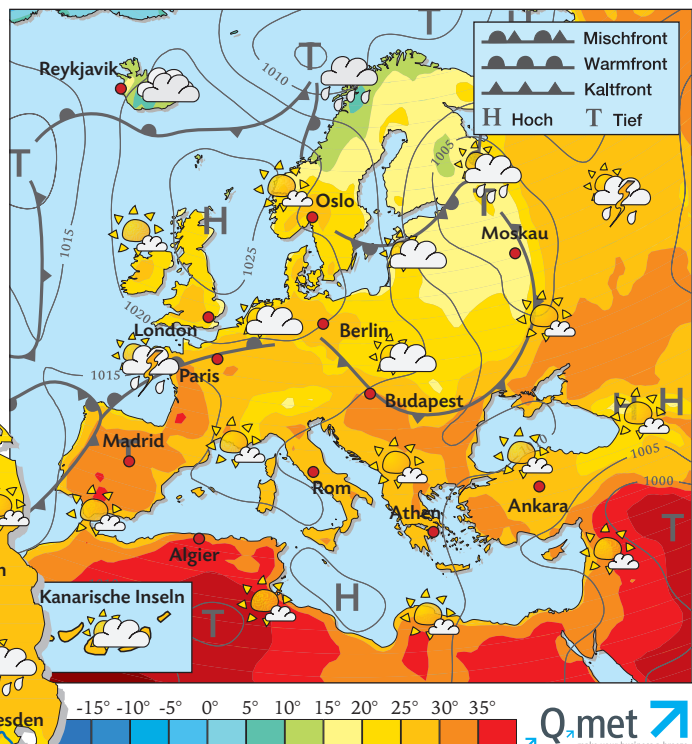 Mischfront
Warmfront
Kaltfront
H Hoch T Tief
T
T
Reykjavik
1010
T
1005
T
Oslo
H
Moskau
1015
1025
1020
London
Berlin
1015
Paris
Budapest
H
H
Madrid
T
1005
1000
Rom
Ankara
Athen
T
Algier
n
Kanarische Inseln
H
T
esden
-15° -10° -5° 0° 5° 10° 15° 20° 25° 30° 35°
Q.met